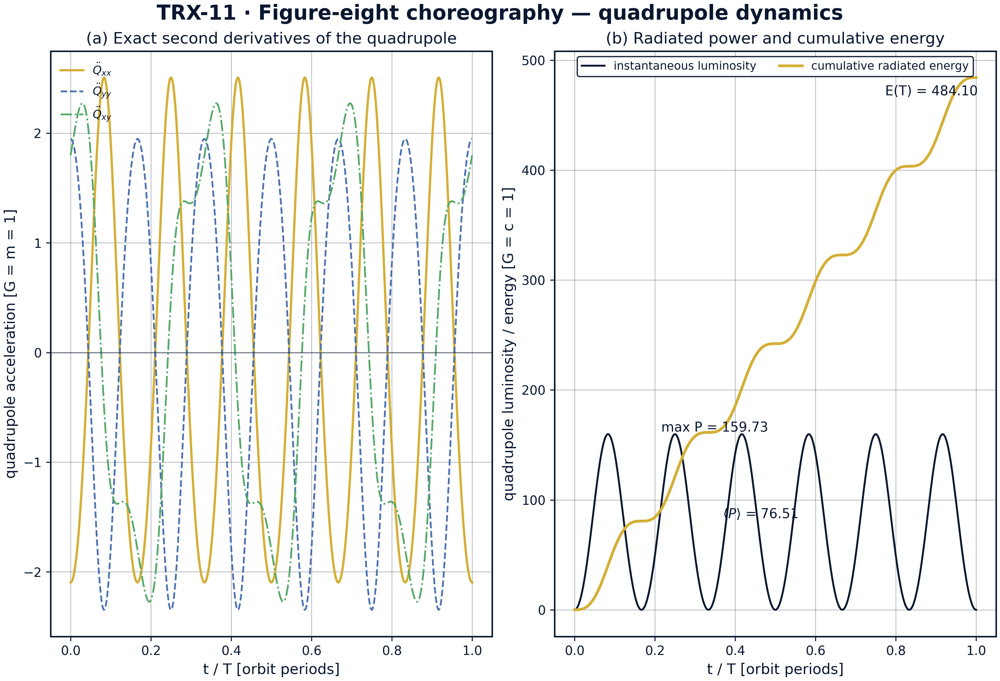 TRX-11 · Figure-eight choreography — quadrupole dynamics
(a) Exact second derivatives of the quadrupole
Q̈xx
Q̈yy
Q̈xy
quadrupole acceleration [G = m = 1]
2
1
0
−1
−2
0.0 0.2 0.4 0.6 0.8 1.0
t / T [orbit periods]
(b) Radiated power and cumulative energy
instantaneous luminosity
cumulative radiated energy
E(T) = 484.10
max P = 159.73
⟨P⟩ = 76.51
quadrupole luminosity / energy [G = c = 1]
500
400
300
200
100
0
0.0 0.2 0.4 0.6 0.8 1.0
t / T [orbit periods]